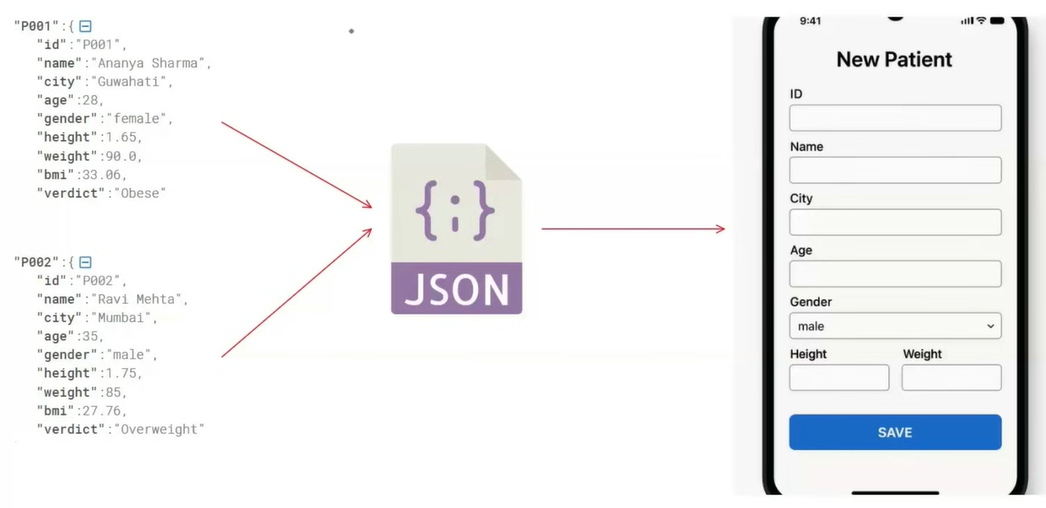 "P001":{
"id":"P001",
"name":"Ananya Sharma",
"city":"Guwahati",
"age":28,
"gender":"female",
"height":1.65,
"weight":90.0,
"bmi":33.06,
"verdict":"Obese"
"P002":{
"id":"P002",
"name":"Ravi Mehta",
"city":"Mumbai",
"age":35,
"gender":"male",
"height":1.75,
"weight":85,
"bmi":27.76,
"verdict":"Overweight"
{;}
JSON
9:41
New Patient
ID
Name
City
Age
Gender
male
Height Weight
SAVE